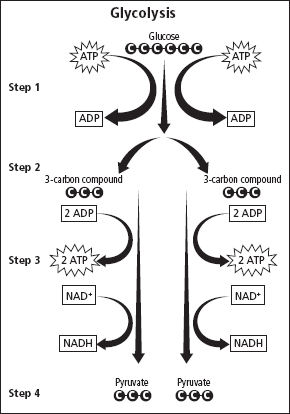 Glycolysis
Glucose
ATP
C C C C C C
ATP
Step 1
ADP
ADP
Step 2
3-carbon compound
C C C
3-carbon compound
C C C
2 ADP
2 ADP
Step 3
2 ATP
2 ATP
NAD+
NAD+
NADH
NADH
Step 4
Pyruvate
C C C
Pyruvate
C C C